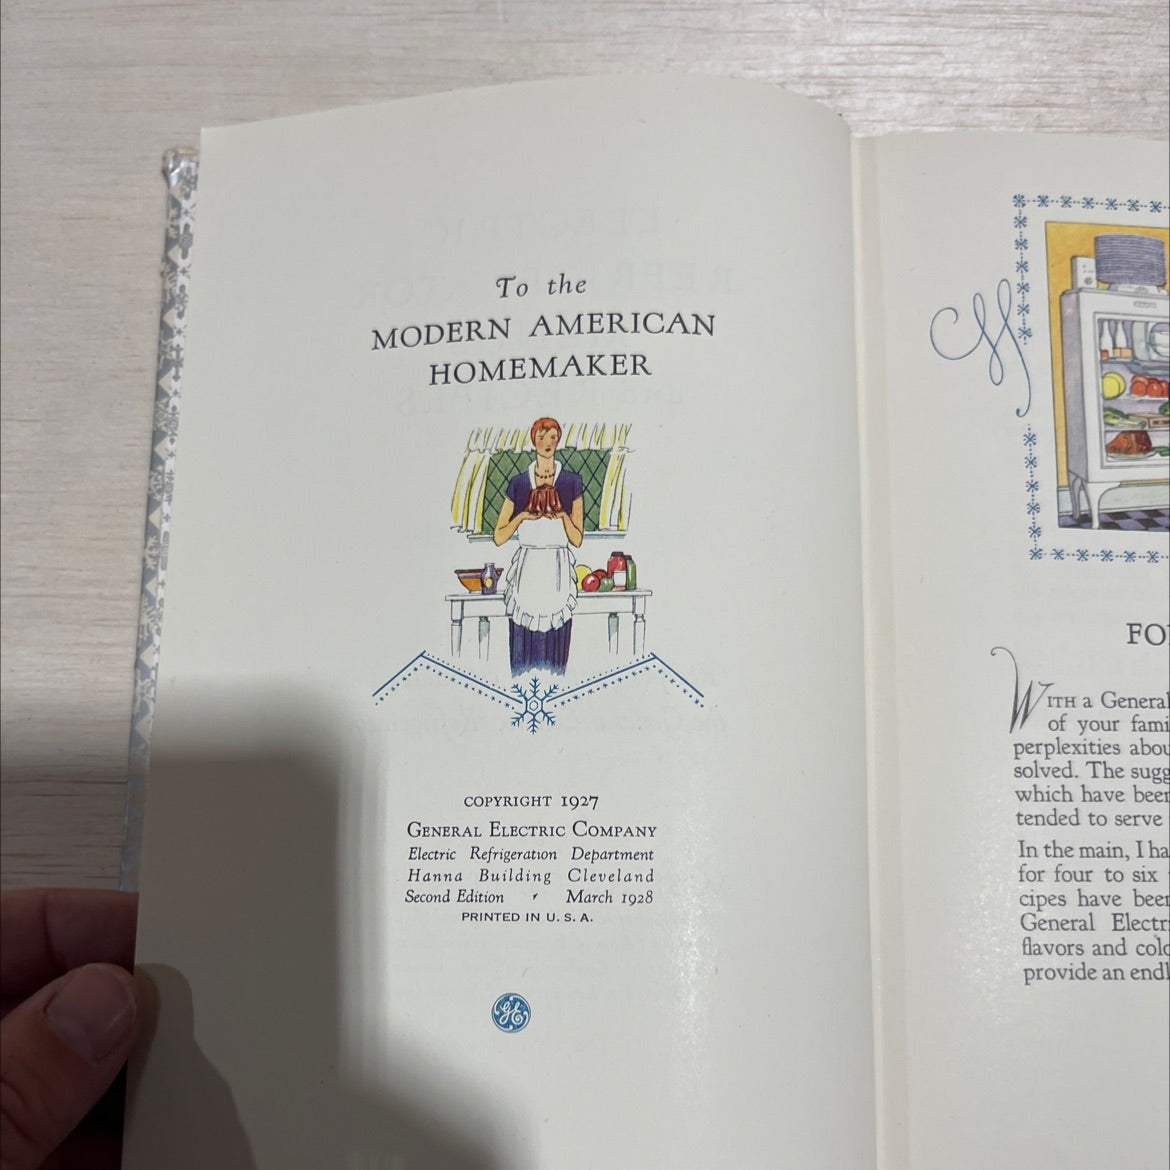 To the
MODERN AMERICAN
HOMEMAKER
COPYRIGHT 1927
GENERAL ELECTRIC COMPANY
Electric Refrigeration Department
Hanna Building Cleveland
Second Edition ' March 1928
PRINTED IN U. S. A.
GE
FO
WITH a General
of your fami
perplexities abou
solved. The sugg
which have been
tended to serve
In the main, I ha
for four to six
cipes have been
General Electr
flavors and colo
provide an endl